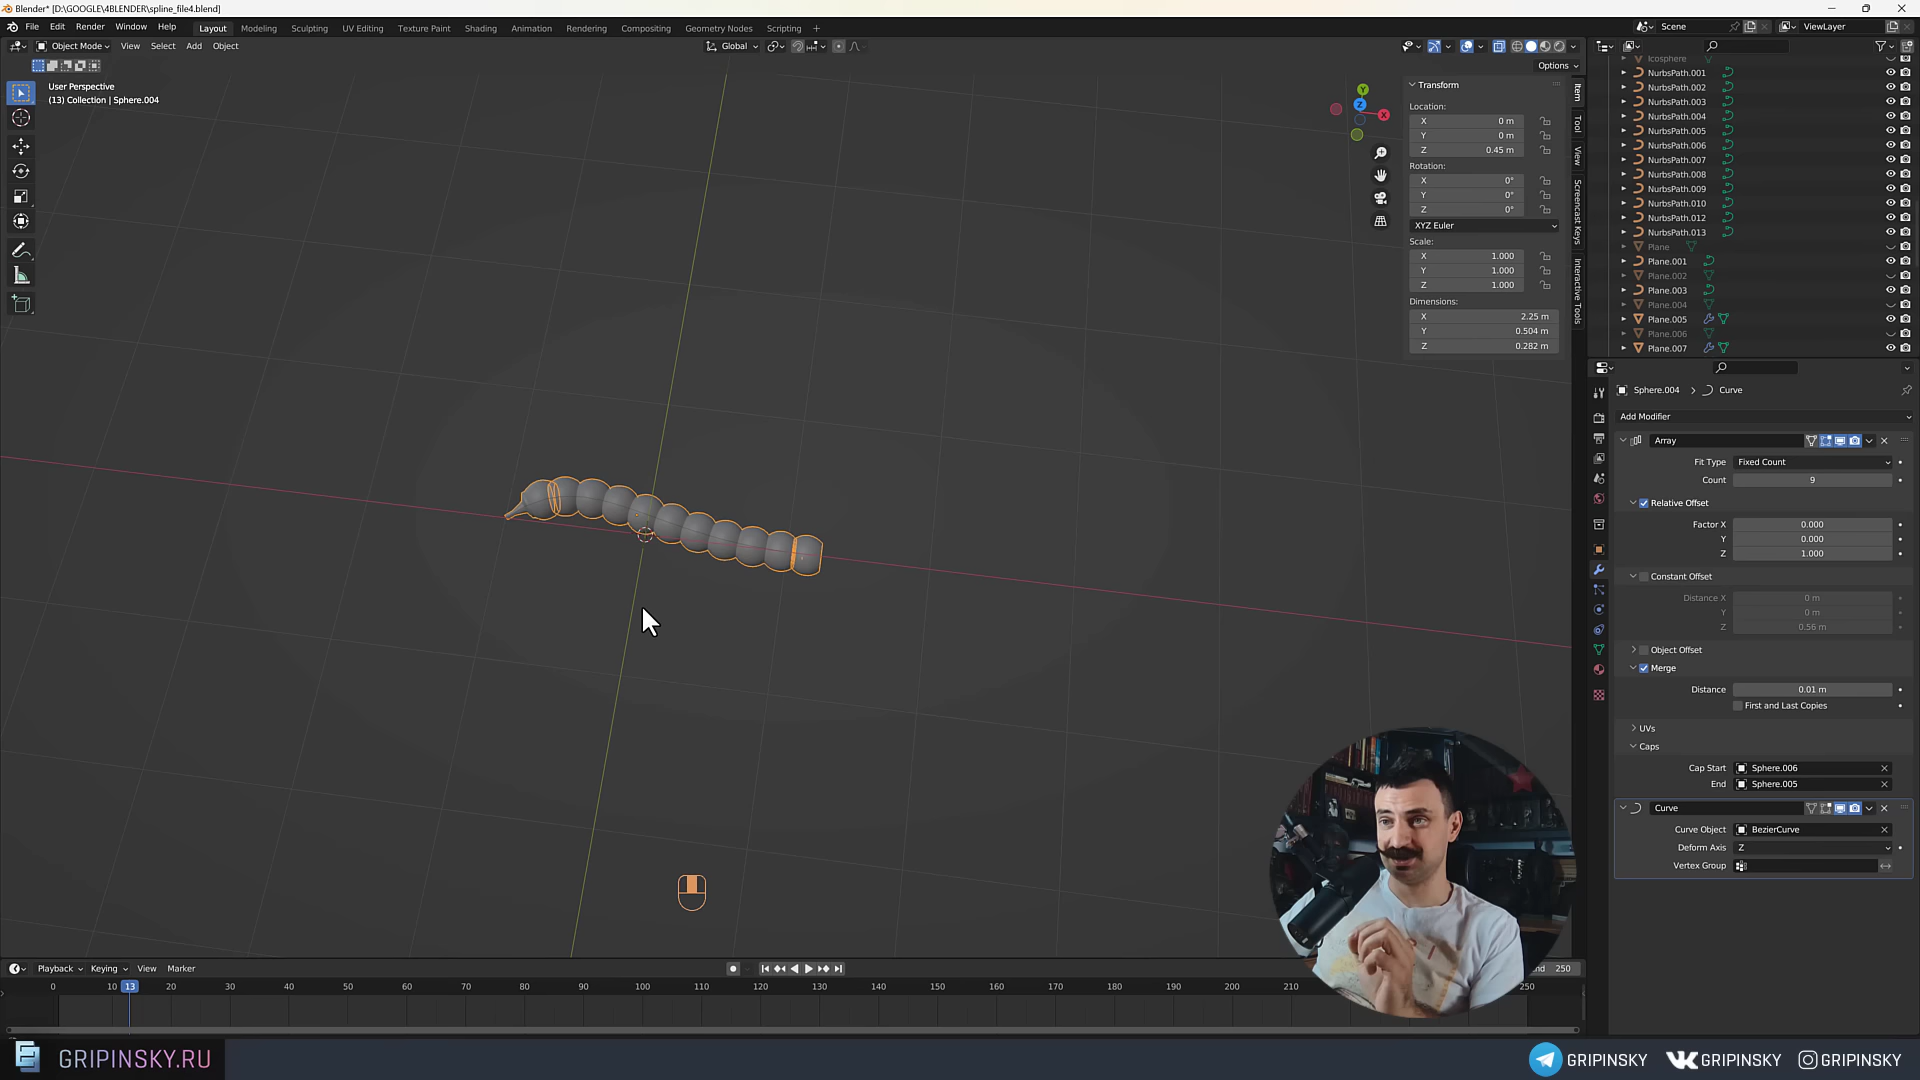 Blender* [D:\GOOGLE\4BLENDER\spline_file4.blend]
File Edit Render Window Help Layout Modeling Sculpting UV Editing Texture Paint Shading Animation Rendering Compositing Geometry Nodes Scripting + Scene ViewLayer
Object Mode View Select Add Object Global
Options
User Perspective
(13) Collection | Sphere.004
Transform
Location:
X 0 m
Y 0 m
Z 0.45 m
Rotation:
X 0°
Y 0°
Z 0°
XYZ Euler
Scale:
X 1.000
Y 1.000
Z 1.000
Dimensions:
X 2.25 m
Y 0.504 m
Z 0.282 m
Item
Tool
View
Screencast Keys
Interactive Tools
Y
Z
X
Icosphere
NurbsPath.001
NurbsPath.002
NurbsPath.003
NurbsPath.004
NurbsPath.005
NurbsPath.006
NurbsPath.007
NurbsPath.008
NurbsPath.009
NurbsPath.010
NurbsPath.012
NurbsPath.013
Plane
Plane.001
Plane.002
Plane.003
Plane.004
Plane.005
Plane.006
Plane.007
Sphere.004 > Curve
Add Modifier
Array
Fit Type Fixed Count
Count 9
Relative Offset
Factor X 0.000
Y 0.000
Z 1.000
Constant Offset
Distance X 0 m
Y 0 m
Z 0.56 m
Object Offset
Merge
Distance 0.01 m
First and Last Copies
UVs
Caps
Cap Start Sphere.006
End Sphere.005
Curve
Curve Object BezierCurve
Deform Axis Z
Vertex Group
Playback Keying View Marker
250
0 10 13 20 30 40 50 60 70 80 90 100 110 120 130 140 150 160 170 180 190 200 210 250
GRIPINSKY.RU
GRIPINSKY GRIPINSKY GRIPINSKY